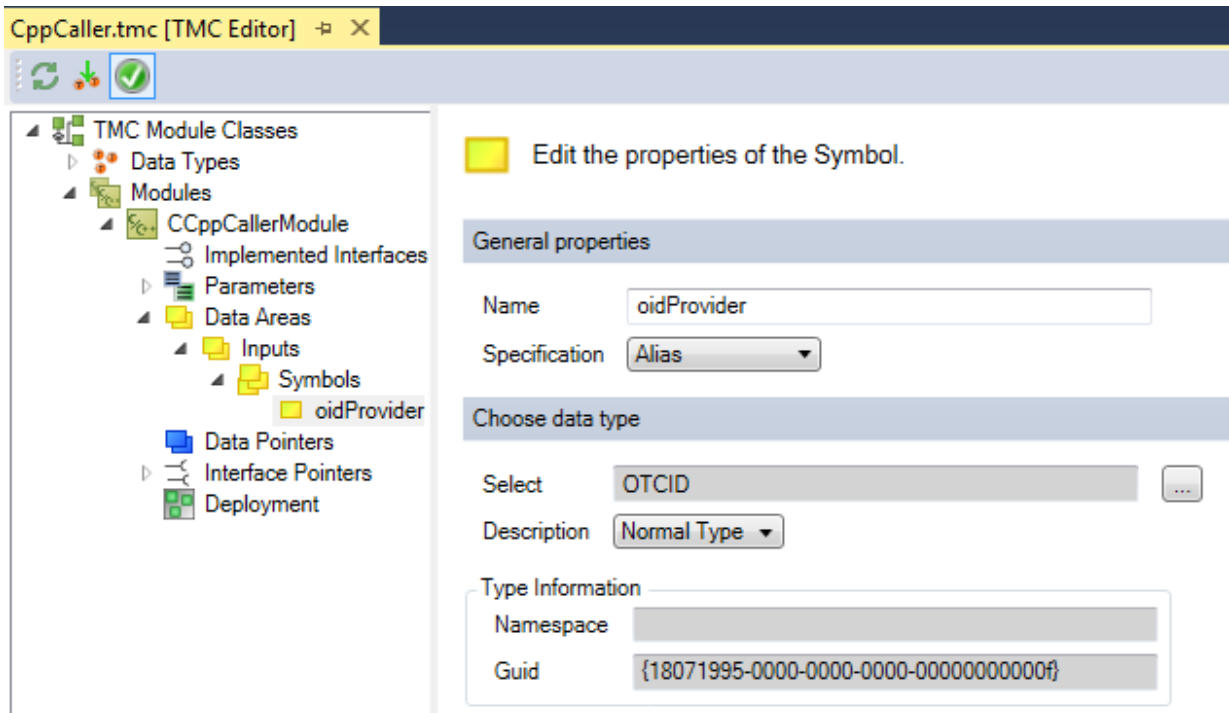 CppCaller.tmc [TMC Editor]
TMC Module Classes
Data Types
Modules
CCppCallerModule
Implemented Interfaces
Parameters
Data Areas
Inputs
Symbols
oidProvider
Data Pointers
Interface Pointers
Deployment
Edit the properties of the Symbol.
General properties
Name oidProvider
Specification Alias
Choose data type
Select OTCID ...
Description Normal Type
Type Information
Namespace
Guid {18071995-0000-0000-0000-00000000000f}